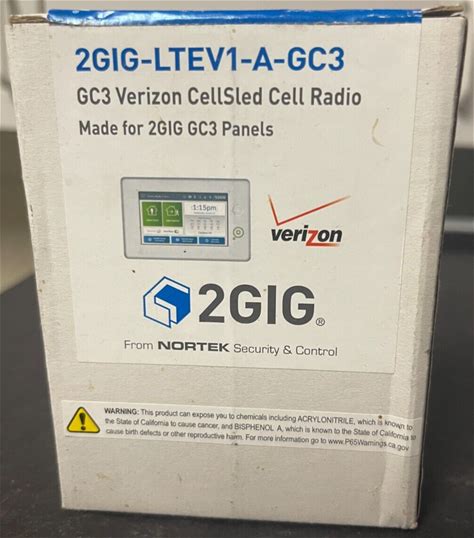 2GIG-LTEV1-A-GC3
GC3 Verizon CellSled Cell Radio
Made for 2GIG GC3 Panels
1:15pm
verizon
2GIG®
From NORTEK Security & Control
WARNING: This product can expose you to chemicals including ACRYLONITRILE, which is known to
the State of California to cause cancer, and BISPHENOL A, which is known to the State of California to
cause birth defects or other reproductive harm. For more information go to www.P65Warnings.ca.gov